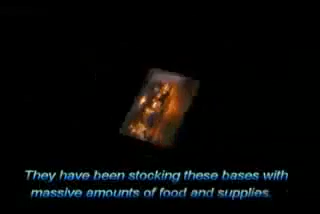 They have been stocking these bases with
massive amounts of food and supplies.